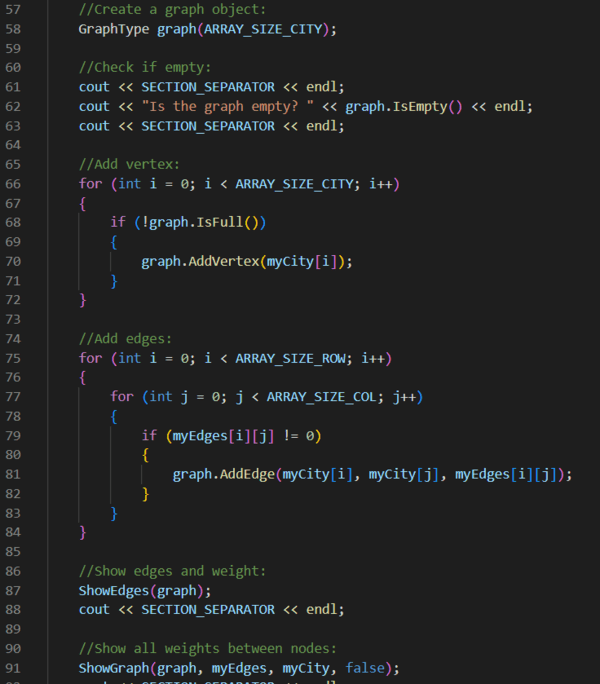 57 //Create a graph object:
58 GraphType graph(ARRAY_SIZE_CITY);
59
60 //Check if empty:
61 cout << SECTION_SEPARATOR << endl;
62 cout << "Is the graph empty? " << graph.IsEmpty() << endl;
63 cout << SECTION_SEPARATOR << endl;
64
65 //Add vertex:
66 for (int i = 0; i < ARRAY_SIZE_CITY; i++)
67 {
68 if (!graph.IsFull())
69 {
70 graph.AddVertex(myCity[i]);
71 }
72 }
73
74 //Add edges:
75 for (int i = 0; i < ARRAY_SIZE_ROW; i++)
76 {
77 for (int j = 0; j < ARRAY_SIZE_COL; j++)
78 {
79 if (myEdges[i][j] != 0)
80 {
81 graph.AddEdge(myCity[i], myCity[j], myEdges[i][j]);
82 }
83 }
84 }
85
86 //Show edges and weight:
87 ShowEdges(graph);
88 cout << SECTION_SEPARATOR << endl;
89
90 //Show all weights between nodes:
91 ShowGraph(graph, myEdges, myCity, false);